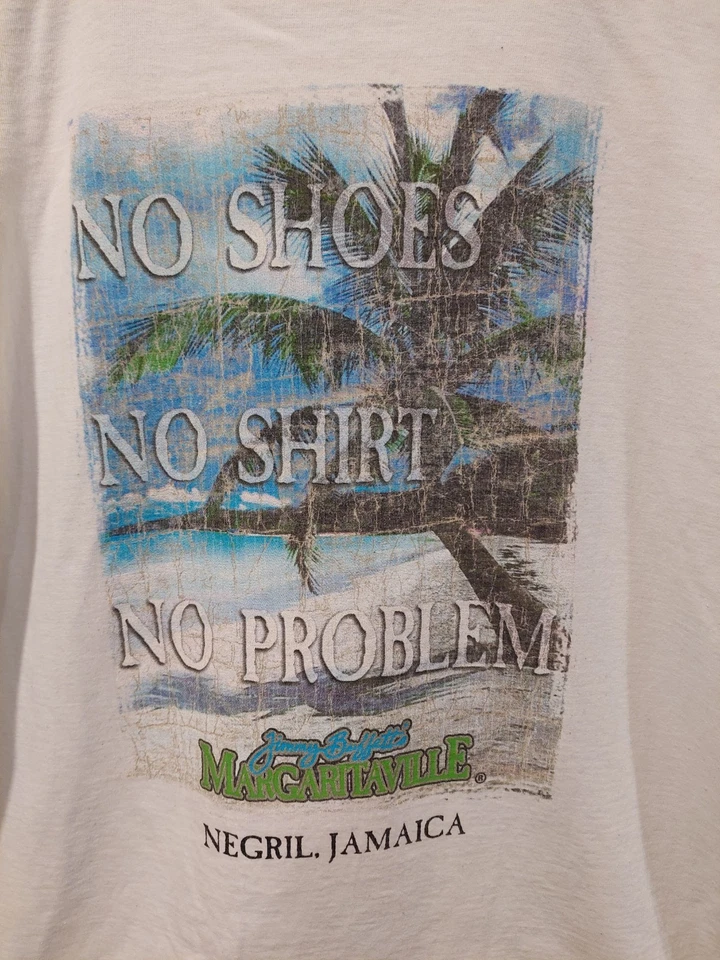 NO SHOES
NO SHIRT
NO PROBLEM
Jimmy Buffett's
MARGARITAVILLE®
NEGRIL, JAMAICA